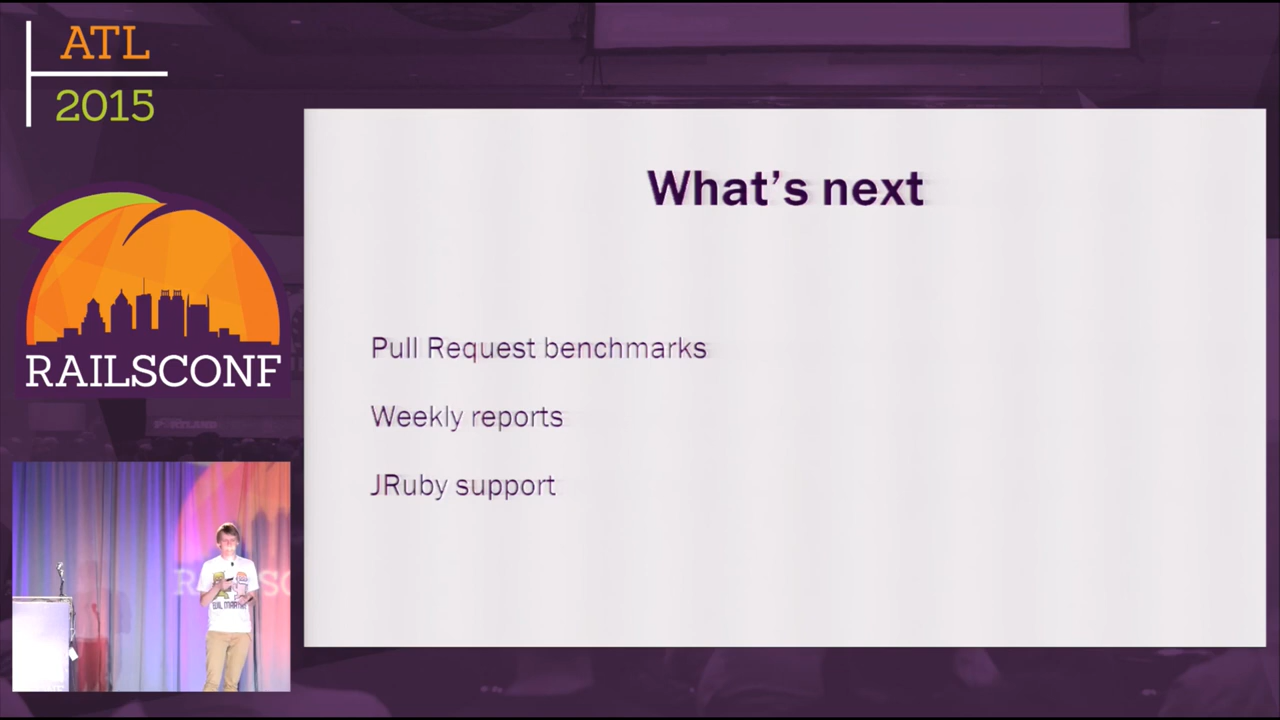 ATL
2015
RAILSCONF
What's next
Pull Request benchmarks
Weekly reports
JRuby support